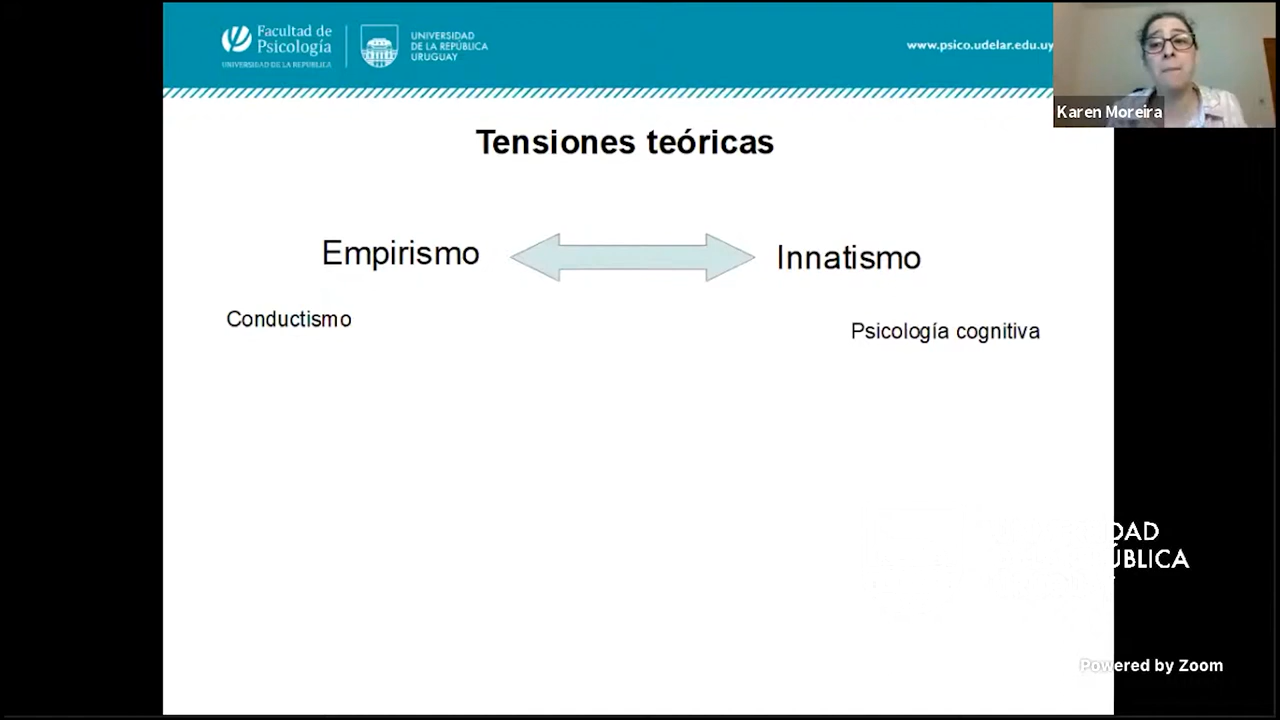 Facultad de
Psicología
UNIVERSIDAD DE LA REPÚBLICA
UNIVERSIDAD
DE LA REPÚBLICA
URUGUAY
www.psico.udelar.edu.uy
Karen Moreira
Tensiones teóricas
Empirismo
Innatismo
Conductismo
Psicología cognitiva
DAD
ÚBLICA
Powered by Zoom